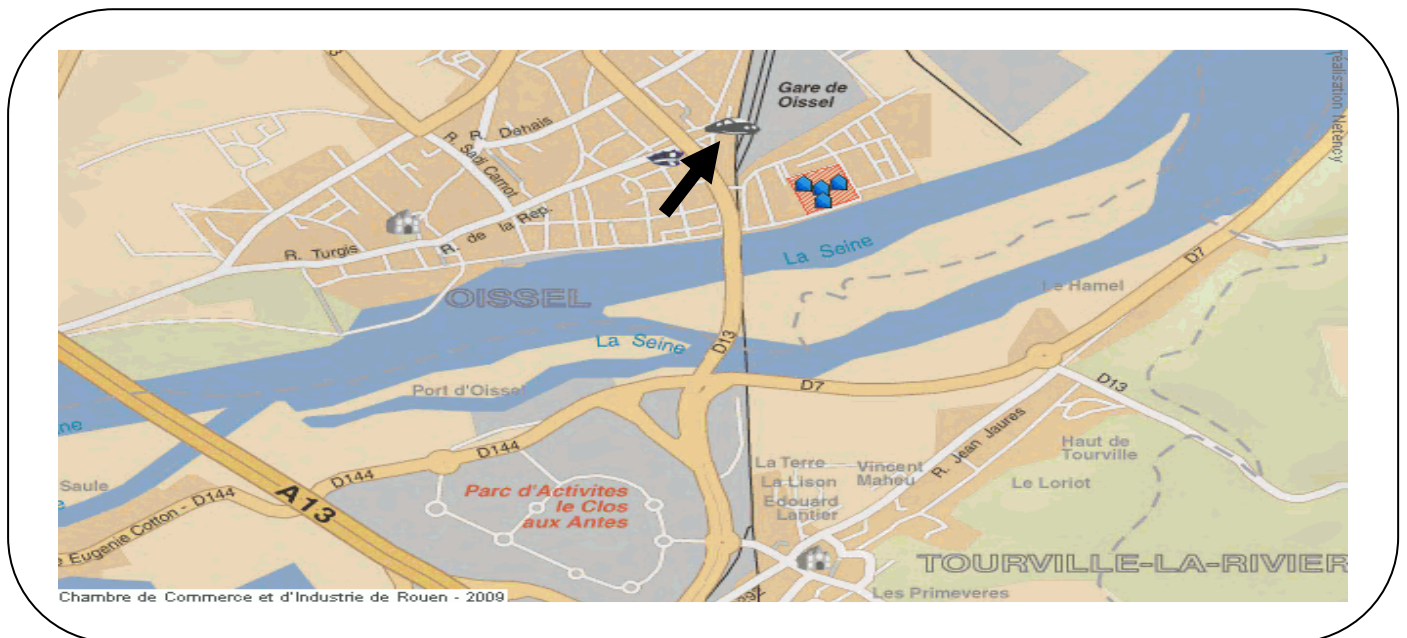 Gare de
Oissel
réalisation Netency
R. R. Dehais
R. Sadi Carnot
R. de la Rep.
R. Turgis
La Seine
OISSEL
Le Hamel
D7
La Seine
D13
Port d'Oissel
D7
D13
D144
D144
A13
Saule
D144
Eugenie Cotton - D144
Parc d'Activites
le Clos
aux Antes
La Terre
La Lison
Edouard
Lantier
Vincent
Maheu
R. Jean Jaures
Haut de
Tourville
Le Loriot
TOURVILLE-LA-RIVIER
Les Primeveres
Chambre de Commerce et d'Industrie de Rouen - 2009